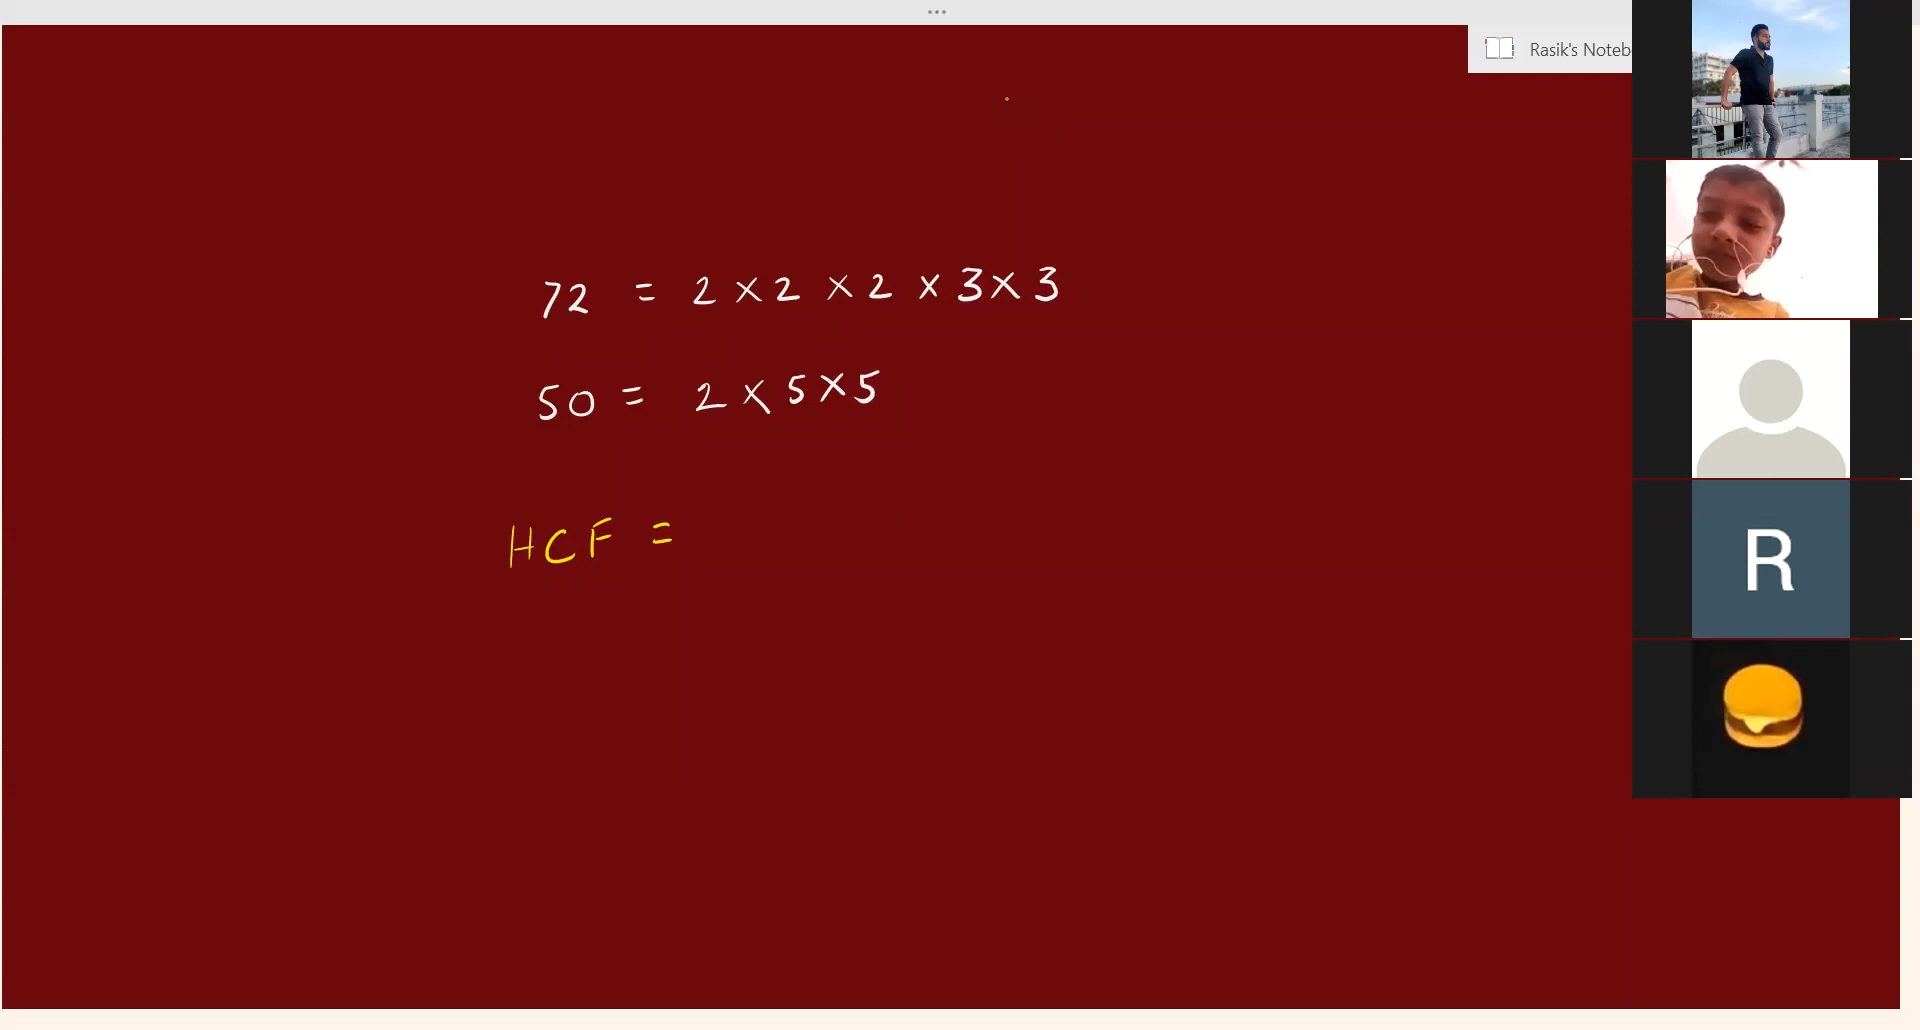 Rasik's Noteb
72 = 2 × 2 × 2 × 3 × 3
50 = 2 × 5 × 5
HCF =
R